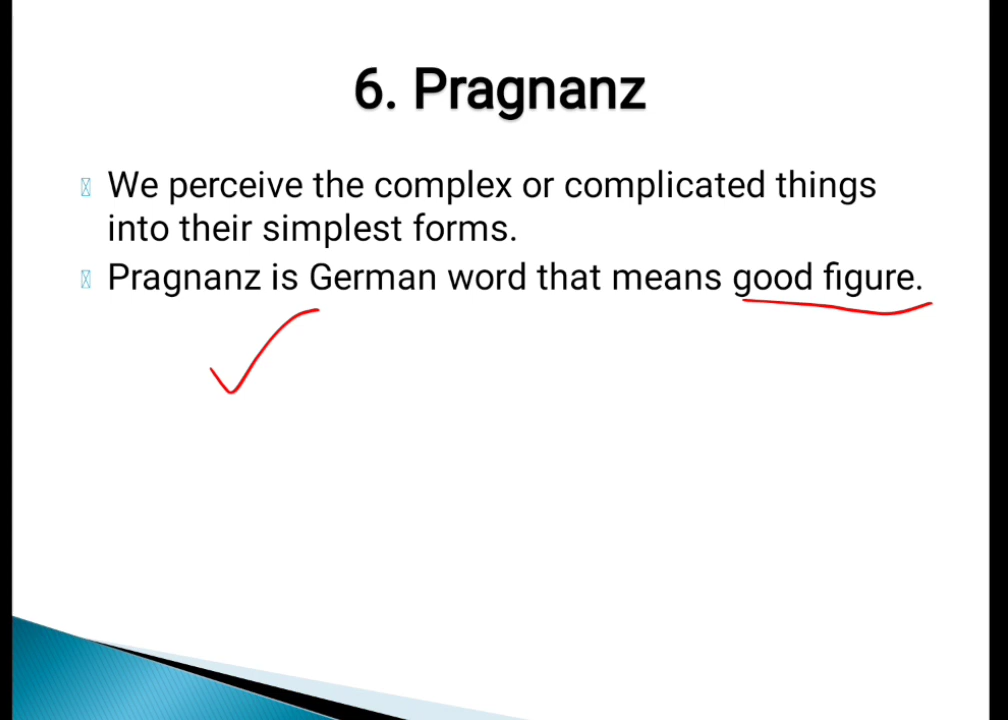 6. Pragnanz
We perceive the complex or complicated things
into their simplest forms.
Pragnanz is German word that means good figure.